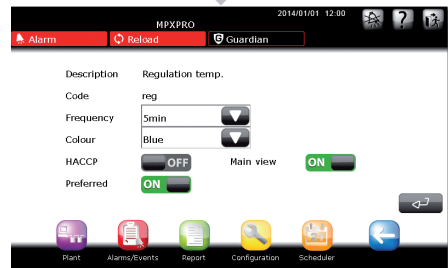 2014/01/01 12:00
MPXPRO
Alarm Reload Guardian
Description Regulation temp.
Code reg
Frequency 5min
Colour Blue
HACCP OFF Main view ON
Preferred ON
Plant Alarms/Events Report Configuration Scheduler